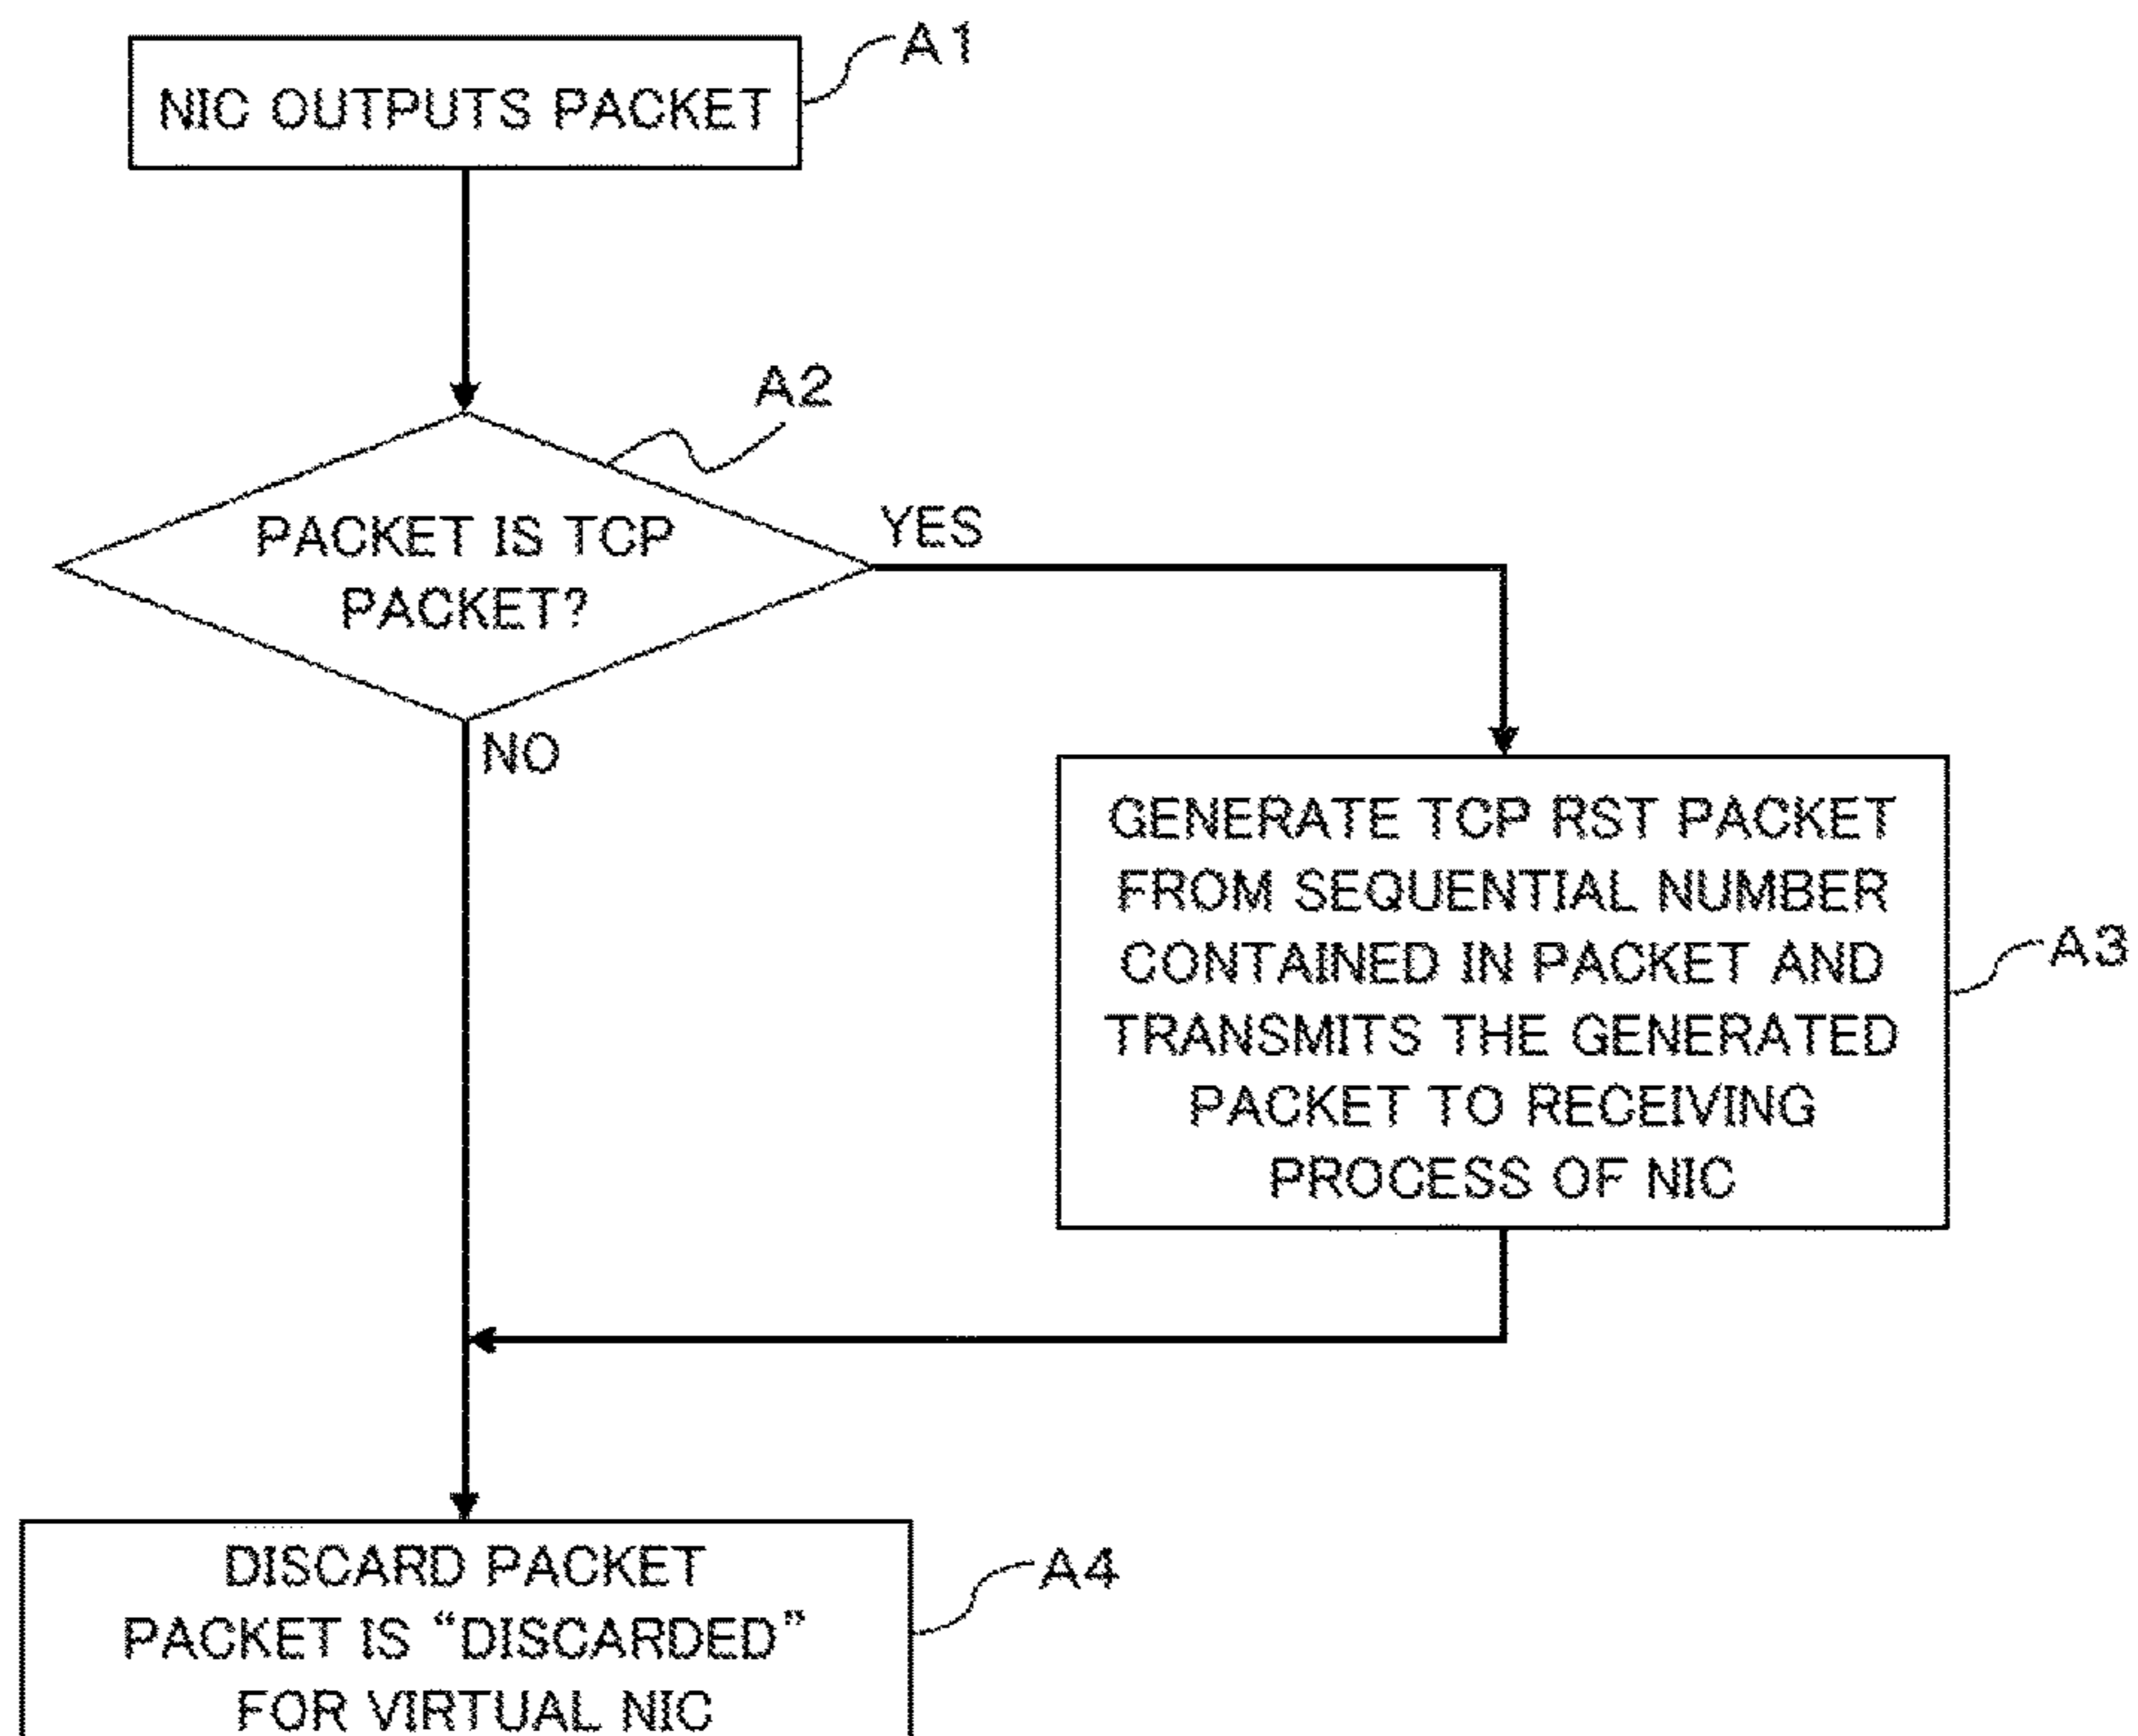 A1
NIC OUTPUTS PACKET
A2
PACKET IS TCP
PACKET?
YES
NO
GENERATE TCP RST PACKET
FROM SEQUENTIAL NUMBER
CONTAINED IN PACKET AND
TRANSMITS THE GENERATED
PACKET TO RECEIVING
PROCESS OF NIC
A3
DISCARD PACKET
PACKET IS “DISCARDED”
FOR VIRTUAL NIC
A4